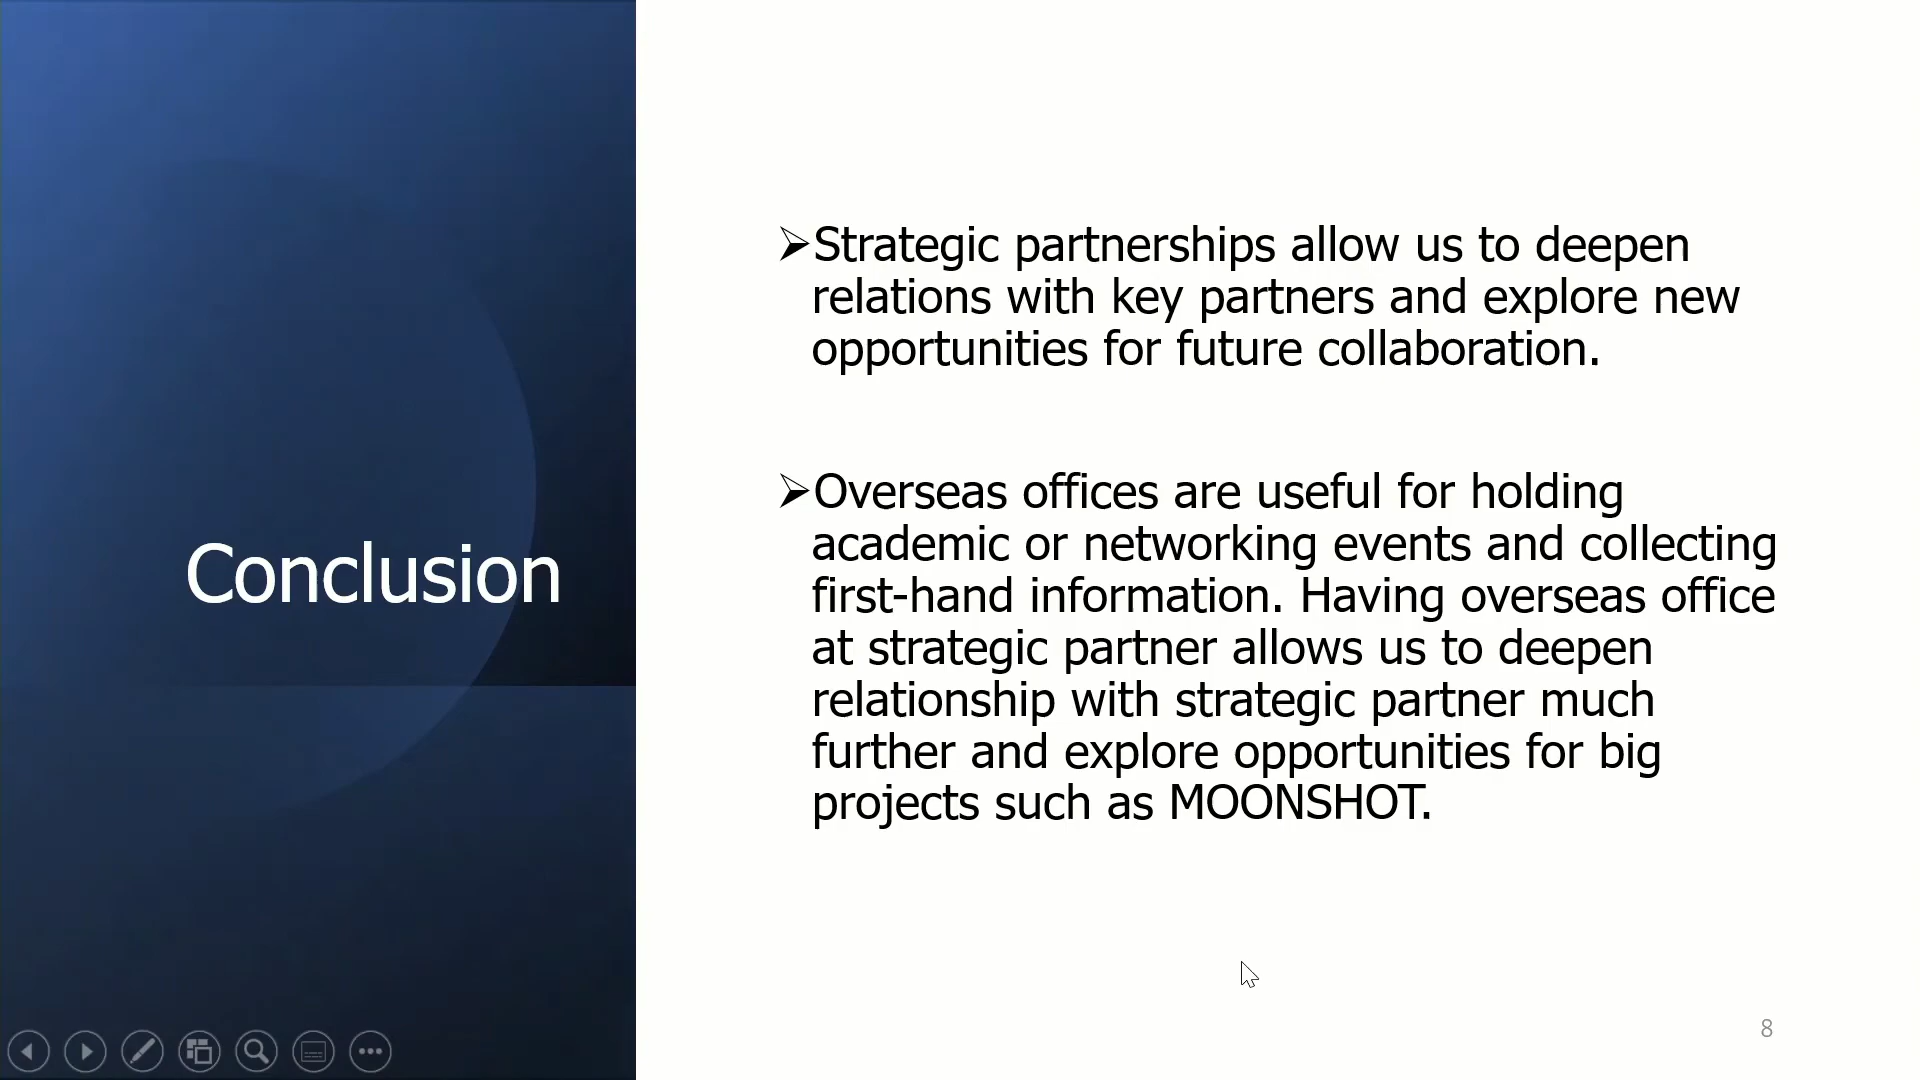 Conclusion
➢Strategic partnerships allow us to deepen
relations with key partners and explore new
opportunities for future collaboration.
➢Overseas offices are useful for holding
academic or networking events and collecting
first-hand information. Having overseas office
at strategic partner allows us to deepen
relationship with strategic partner much
further and explore opportunities for big
projects such as MOONSHOT.
8